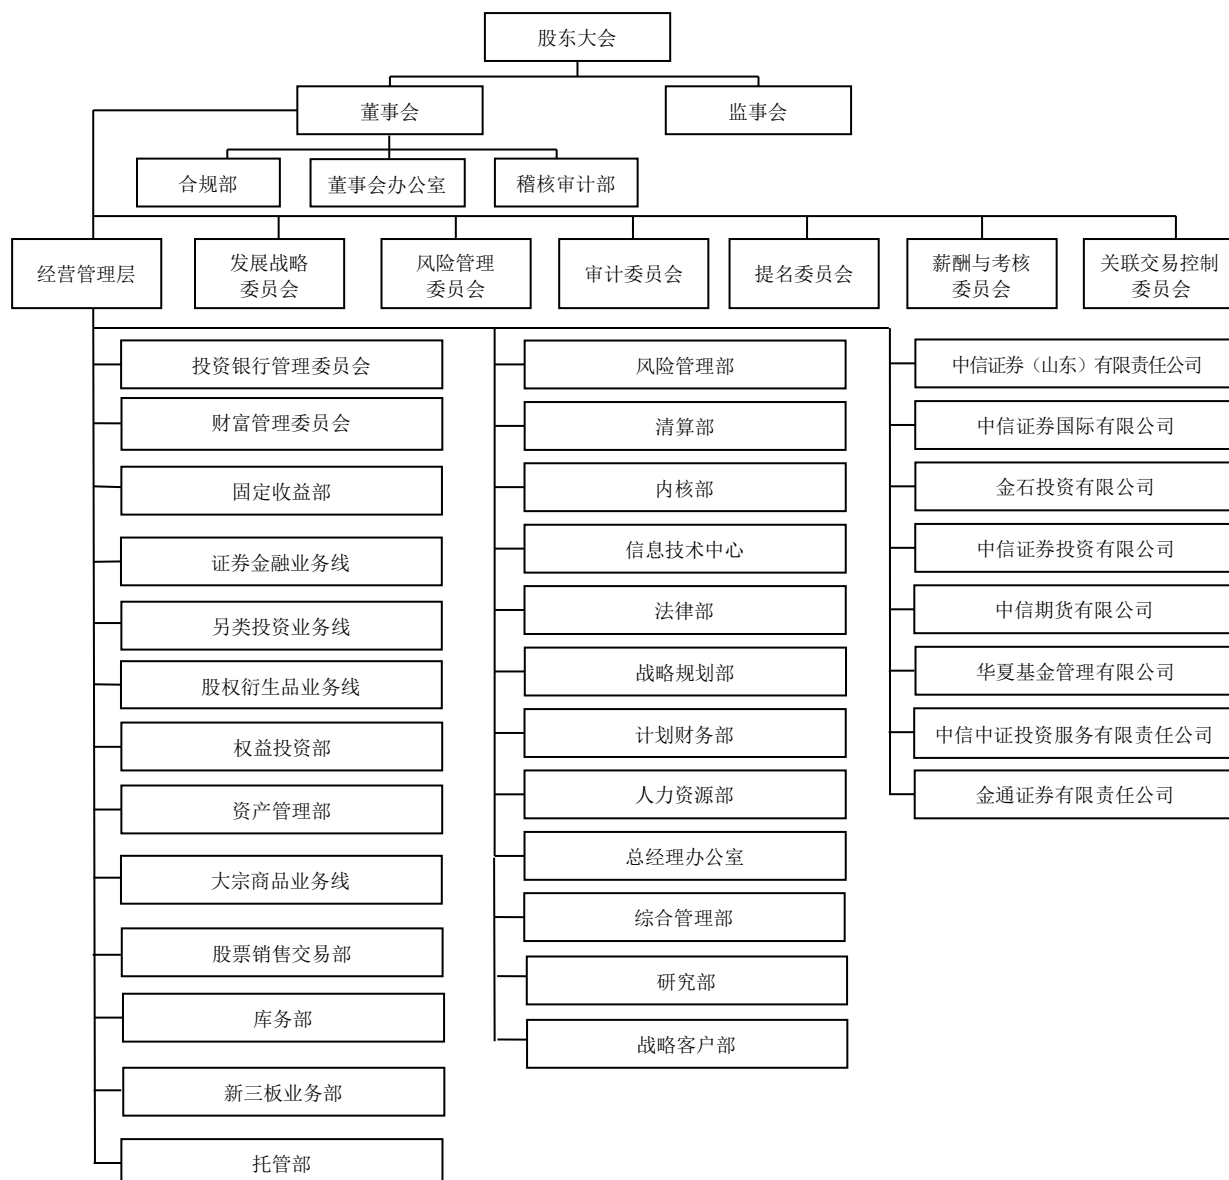 股东大会
董事会
监事会
合规部
董事会办公室
稽核审计部
经营管理层
发展战略
委员会
风险管理
委员会
审计委员会
提名委员会
薪酬与考核
委员会
关联交易控制
委员会
投资银行管理委员会
财富管理委员会
固定收益部
证券金融业务线
另类投资业务线
股权衍生品业务线
权益投资部
资产管理部
大宗商品业务线
股票销售交易部
库务部
新三板业务部
托管部
风险管理部
清算部
内核部
信息技术中心
法律部
战略规划部
计划财务部
人力资源部
总经理办公室
综合管理部
研究部
战略客户部
中信证券（山东）有限责任公司
中信证券国际有限公司
金石投资有限公司
中信证券投资有限公司
中信期货有限公司
华夏基金管理有限公司
中信中证投资服务有限责任公司
金通证券有限责任公司